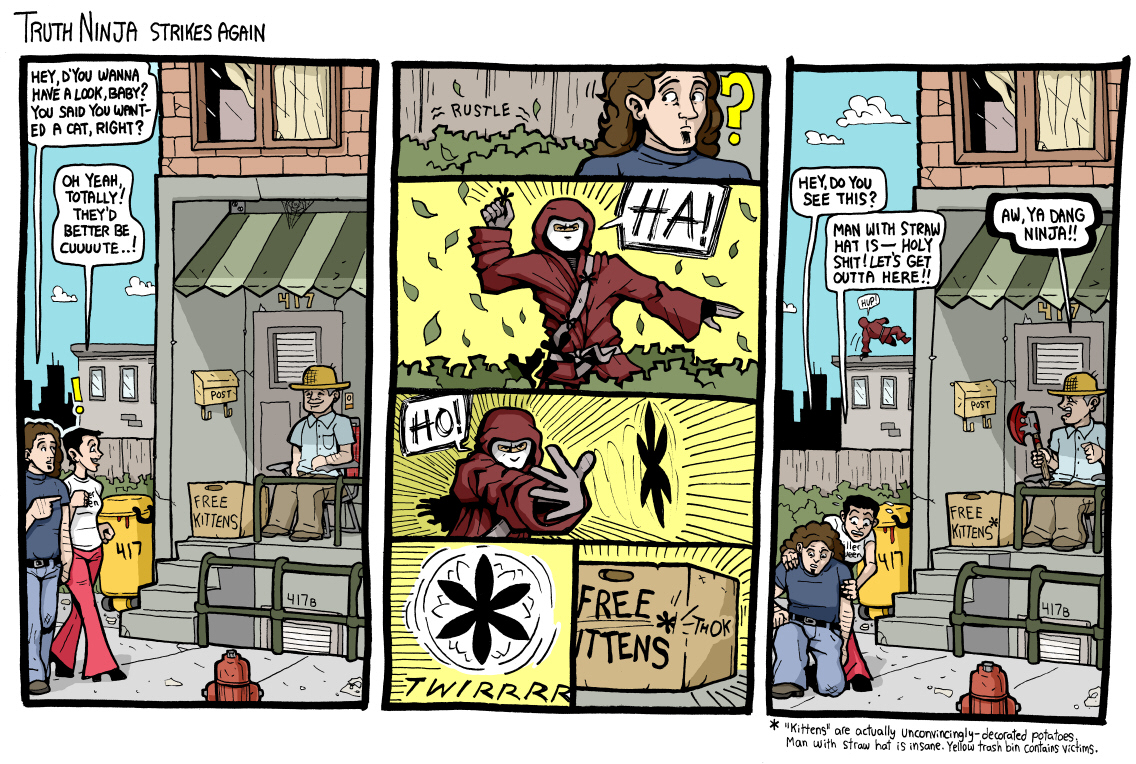 TRUTH NINJA STRIKES AGAIN
HEY, D'YOU WANNA
HAVE A LOOK, BABY?
YOU SAID YOU WANT-
ED A CAT, RIGHT?
OH YEAH,
TOTALLY!
THEY'D
BETTER BE
CUUUUTE..!
!
417
POST
FREE
KITTENS
417
417B
RUSTLE
?
HA!
HO!
TWIRRRR
FREE
ITTENS*
THOK
HEY, DO YOU
SEE THIS?
MAN WITH STRAW
HAT IS — HOLY
SHIT! LET'S GET
OUTTA HERE!!
HUP!
AW, YA DANG
NINJA!!
417
POST
FREE
KITTENS*
ller
ueen
417
417B
* "Kittens" are actually unconvincingly-decorated potatoes.
Man with straw hat is insane. Yellow trash bin contains victims.